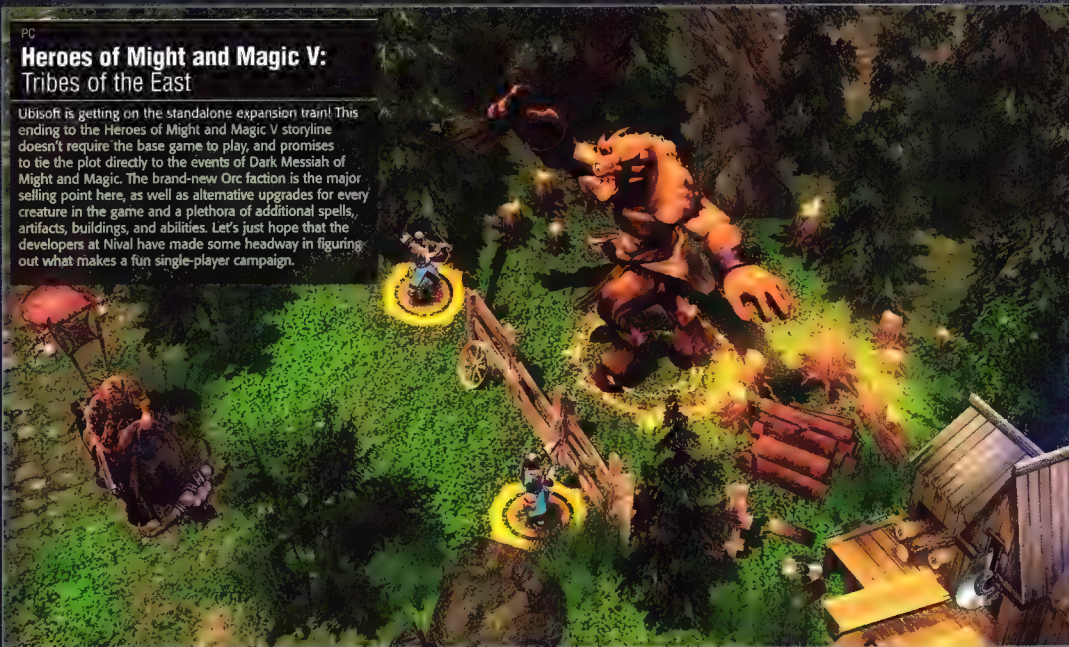 PC
Heroes of Might and Magic V:
Tribes of the East
Ubisoft is getting on the standalone expansion train! This
ending to the Heroes of Might and Magic V storyline
doesn't require the base game to play, and promises
to tie the plot directly to the events of Dark Messiah of
Might and Magic. The brand-new Orc faction is the major
selling point here, as well as alternative upgrades for every
creature in the game and a plethora of additional spells,
artifacts, buildings, and abilities. Let's just hope that the
developers at Nival have made some headway in figuring
out what makes a fun single-player campaign.